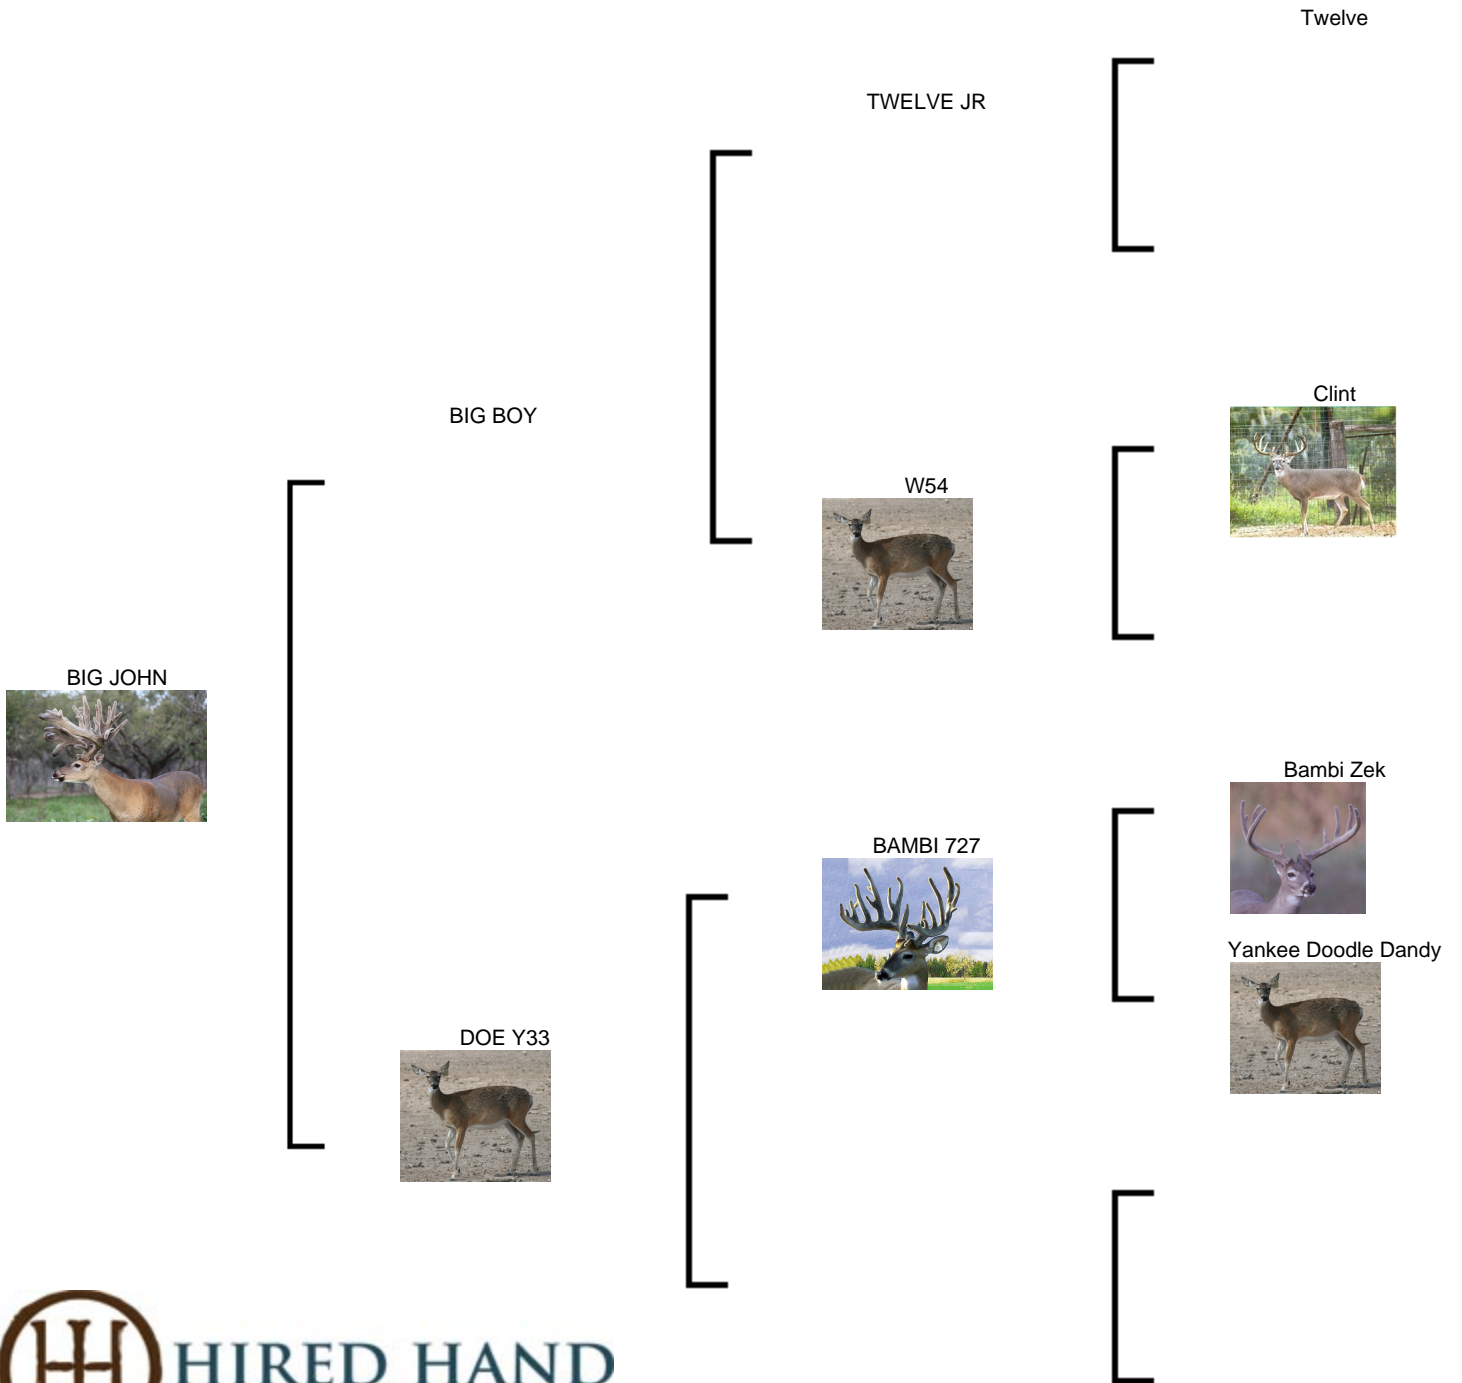 Twelve
TWELVE JR
Clint
BIG BOY
W54
BIG JOHN
Bambi Zek
BAMBI 727
Yankee Doodle Dandy
DOE Y33
HIRED HAND